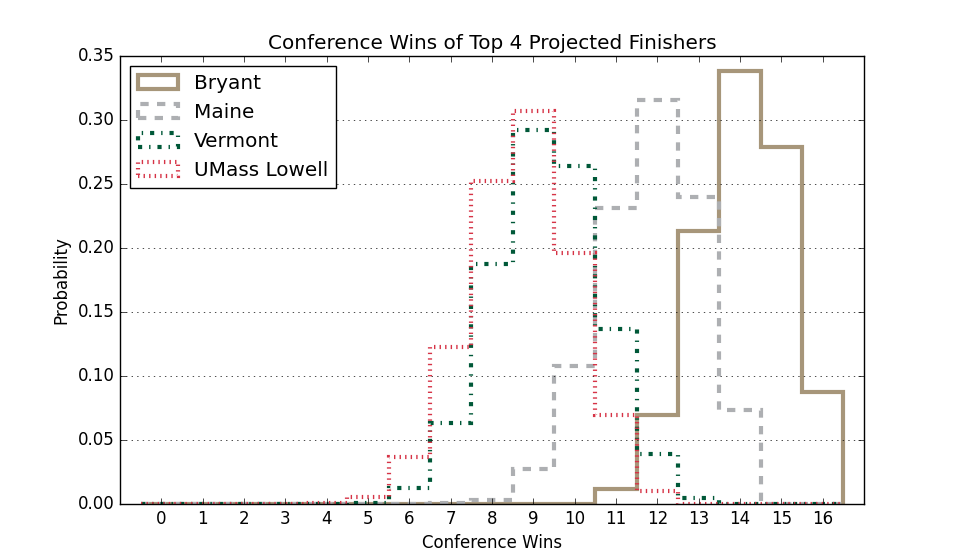 Conference Wins of Top 4 Projected Finishers
0.35
0.30
0.25
0.20
0.15
0.10
0.05
0.00
Probability
Bryant
Maine
Vermont
UMass Lowell
0 1 2 3 4 5 6 7 8 9 10 11 12 13 14 15 16
Conference Wins